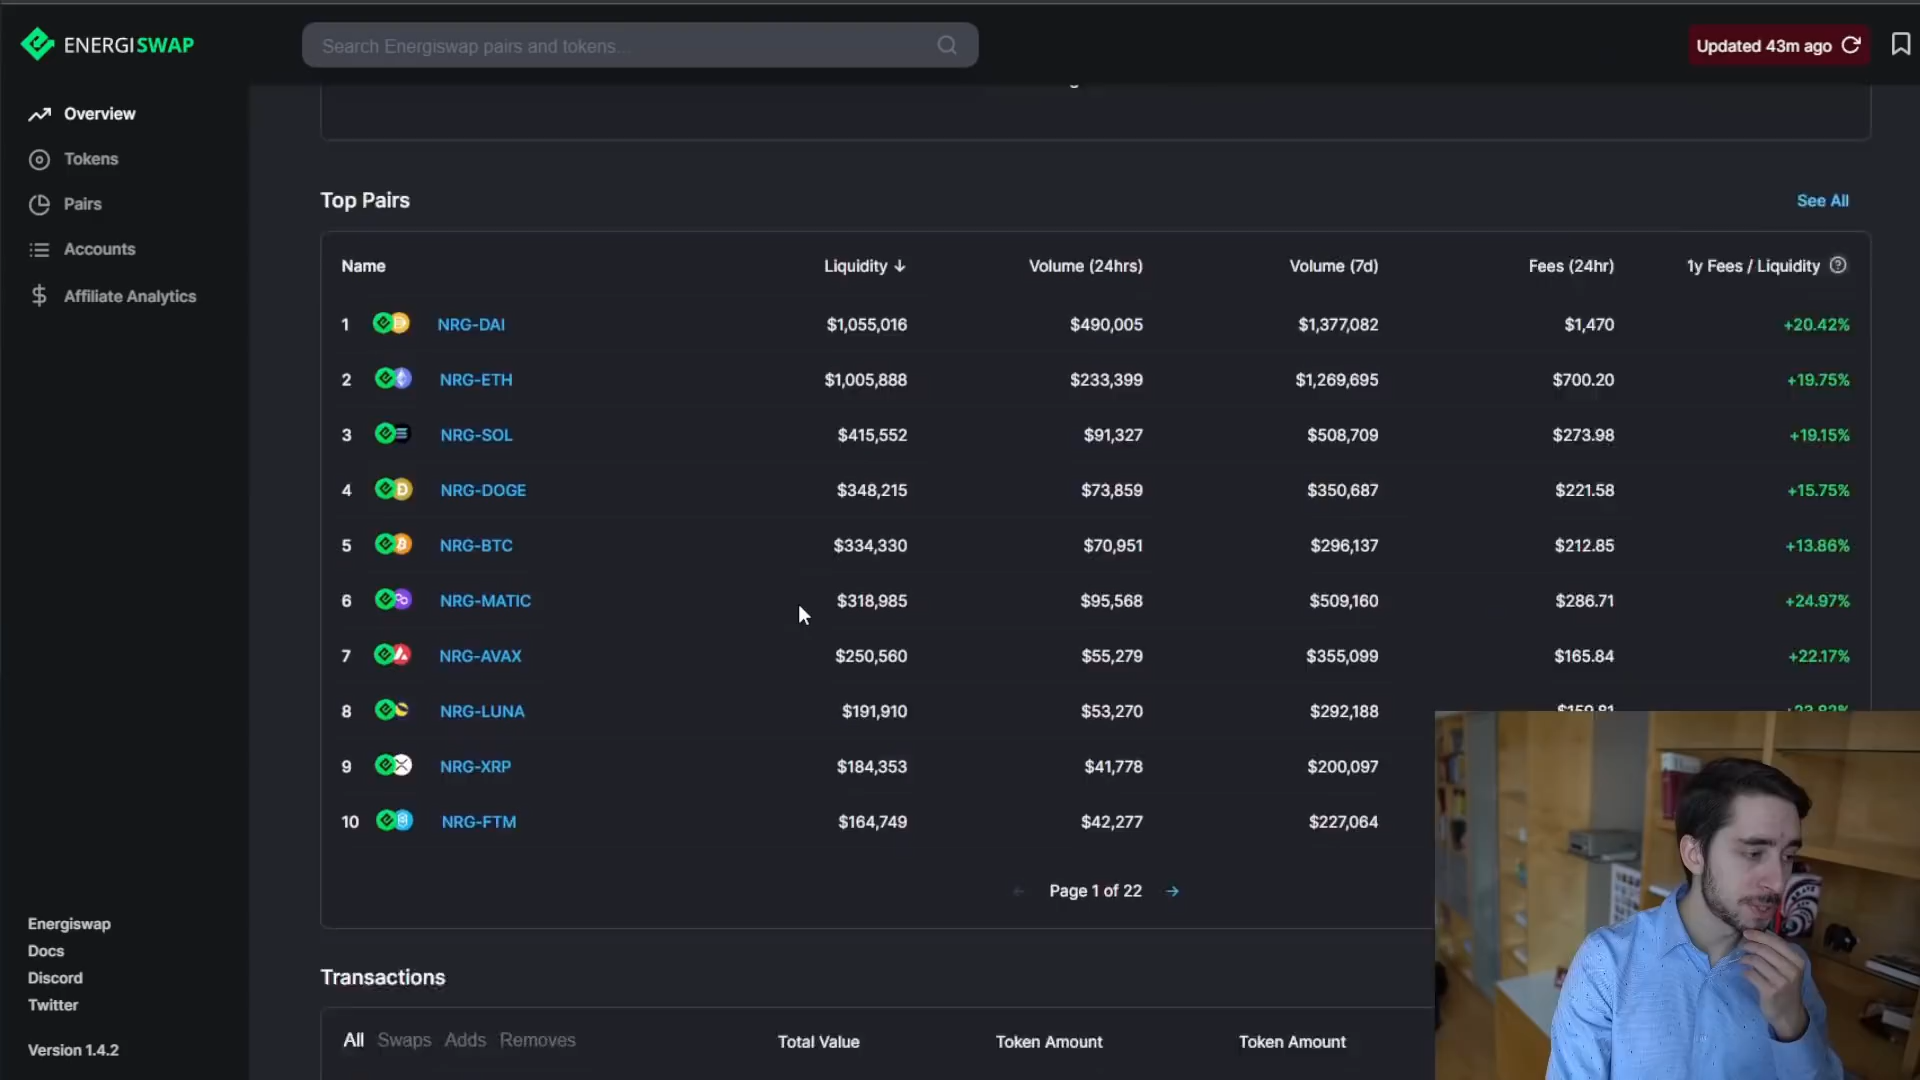 ENERGISWAP
Search Energiswap pairs and tokens...
Updated 43m ago
Overview
Tokens
Pairs
Accounts
Affiliate Analytics
Top Pairs
See All
Name Liquidity ↓ Volume (24hrs) Volume (7d) Fees (24hr) 1y Fees / Liquidity ?
1 NRG-DAI $1,055,016 $490,005 $1,377,082 $1,470 +20.42%
2 NRG-ETH $1,005,888 $233,399 $1,269,695 $700.20 +19.75%
3 NRG-SOL $415,552 $91,327 $508,709 $273.98 +19.15%
4 NRG-DOGE $348,215 $73,859 $350,687 $221.58 +15.75%
5 NRG-BTC $334,330 $70,951 $296,137 $212.85 +13.86%
6 NRG-MATIC $318,985 $95,568 $509,160 $286.71 +24.97%
7 NRG-AVAX $250,560 $55,279 $355,099 $165.84 +22.17%
8 NRG-LUNA $191,910 $53,270 $292,188
9 NRG-XRP $184,353 $41,778 $200,097
10 NRG-FTM $164,749 $42,277 $227,064
← Page 1 of 22 →
Transactions
All Swaps Adds Removes Total Value Token Amount Token Amount
Energiswap
Docs
Discord
Twitter
Version 1.4.2